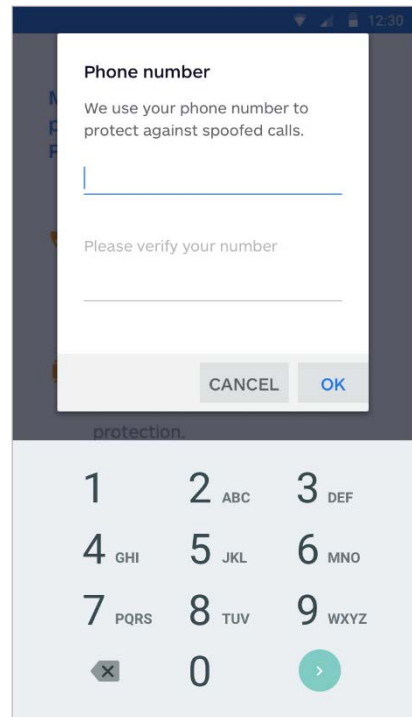 12:30
Phone number
We use your phone number to
protect against spoofed calls.
Please verify your number
CANCEL OK
protection.
1 2 ABC 3 DEF
4 GHI 5 JKL 6 MNO
7 PQRS 8 TUV 9 WXYZ
0